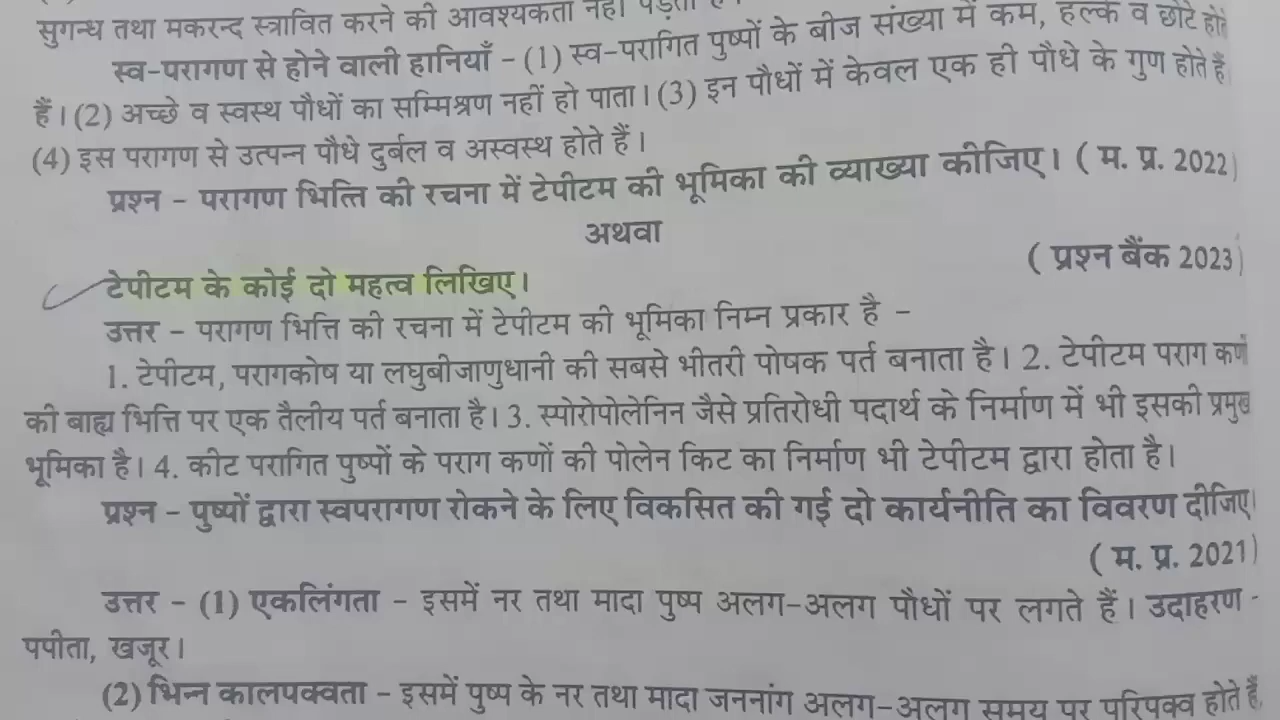 सुगन्ध तथा मकरन्द स्त्रावित करने की आवश्यकता नहीं पड़ती है।
स्व-परागण से होने वाली हानियाँ - (1) स्व-परागित पुष्पों के बीज संख्या में कम, हल्के व छोटे होते
हैं। (2) अच्छे व स्वस्थ पौधों का सम्मिश्रण नहीं हो पाता। (3) इन पौधों में केवल एक ही पौधे के गुण होते हैं
(4) इस परागण से उत्पन्न पौधे दुर्बल व अस्वस्थ होते हैं।
प्रश्न - परागण भित्ति की रचना में टेपीटम की भूमिका की व्याख्या कीजिए। ( म. प्र. 2022)
अथवा
( प्रश्न बैंक 2023)
टेपीटम के कोई दो महत्व लिखिए।
उत्तर - परागण भित्ति की रचना में टेपीटम की भूमिका निम्न प्रकार है -
1. टेपीटम, परागकोष या लघुबीजाणुधानी की सबसे भीतरी पोषक पर्त बनाता है। 2. टेपीटम पराग कणों
की बाह्य भित्ति पर एक तैलीय पर्त बनाता है। 3. स्पोरोपोलेनिन जैसे प्रतिरोधी पदार्थ के निर्माण में भी इसकी प्रमुख
भूमिका है। 4. कीट परागित पुष्पों के पराग कणों की पोलेन किट का निर्माण भी टेपीटम द्वारा होता है।
प्रश्न - पुष्पों द्वारा स्वपरागण रोकने के लिए विकसित की गई दो कार्यनीति का विवरण दीजिए।
( म. प्र. 2021)
उत्तर - (1) एकलिंगता - इसमें नर तथा मादा पुष्प अलग-अलग पौधों पर लगते हैं। उदाहरण -
पपीता, खजूर।
(2) भिन्न कालपक्वता - इसमें पुष्प के नर तथा मादा जननांग अलग-अलग समय पर परिपक्व होते हैं,